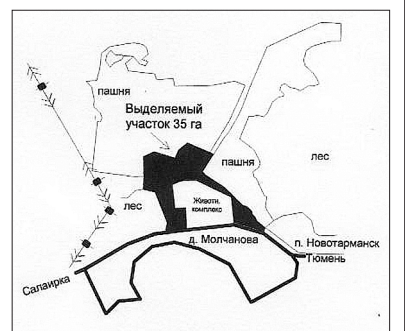 пашня
Выделяемый
участок 35 га
пашня
лес
лес
Животн.
комплекс
д. Молчанова
п. Новотарманск
Тюмень
Салаирка